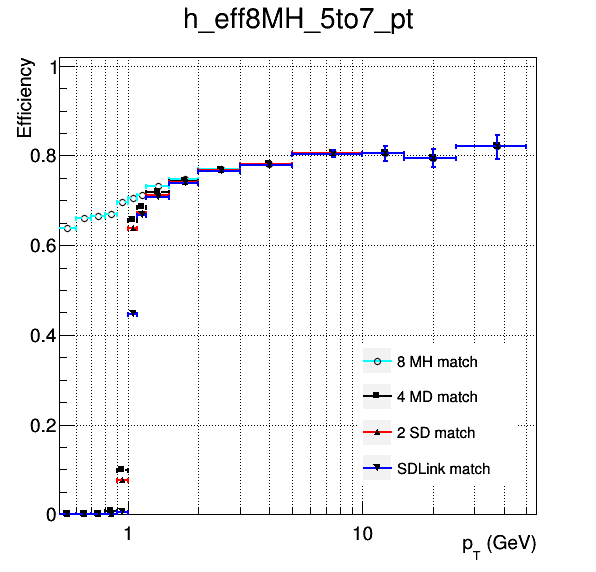 h_eff8MH_5to7_pt
Efficiency
1
0.8
0.6
0.4
0.2
0
8 MH match
4 MD match
2 SD match
SDLink match
1
10
p_T (GeV)